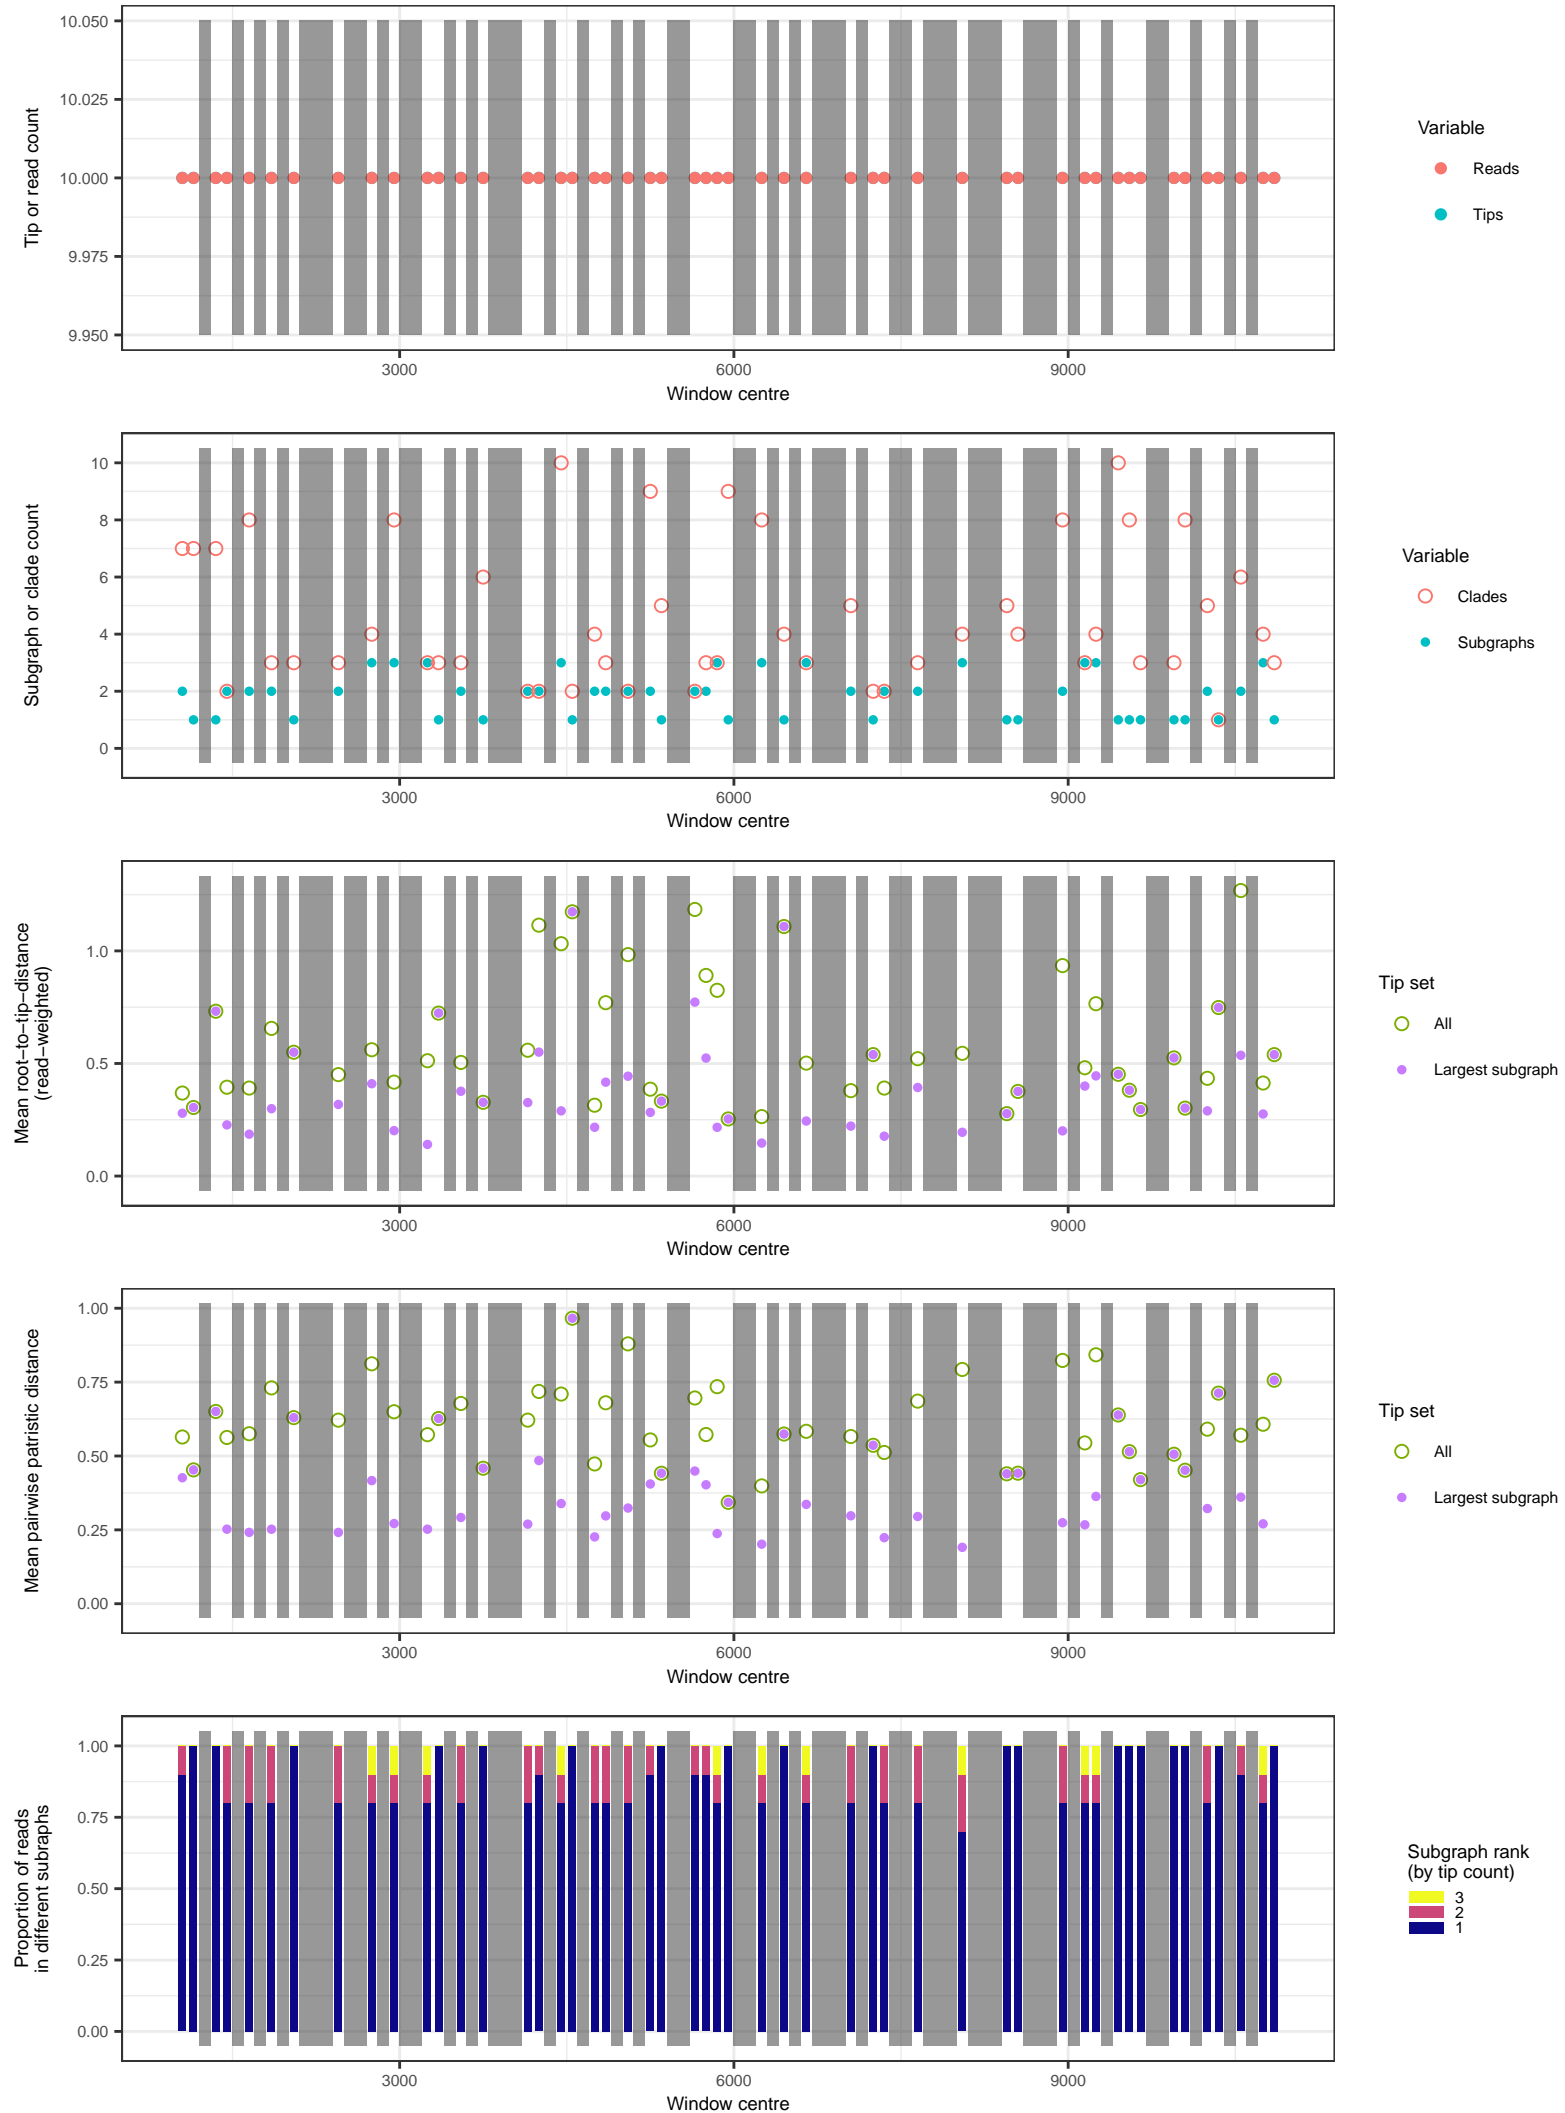 10.050
10.025
10.000
9.975
9.950
Tip or read count
3000 6000 9000
Window centre
Variable
Reads
Tips
10
8
6
4
2
0
Subgraph or clade count
3000 6000 9000
Window centre
Variable
Clades
Subgraphs
1.0
0.5
0.0
Mean root−to−tip−distance
(read−weighted)
3000 6000 9000
Window centre
Tip set
All
Largest subgraph
1.00
0.75
0.50
0.25
0.00
Mean pairwise patristic distance
3000 6000 9000
Window centre
Tip set
All
Largest subgraph
1.00
0.75
0.50
0.25
0.00
Proportion of reads
in different subraphs
3000 6000 9000
Window centre
Subgraph rank
(by tip count)
3
2
1